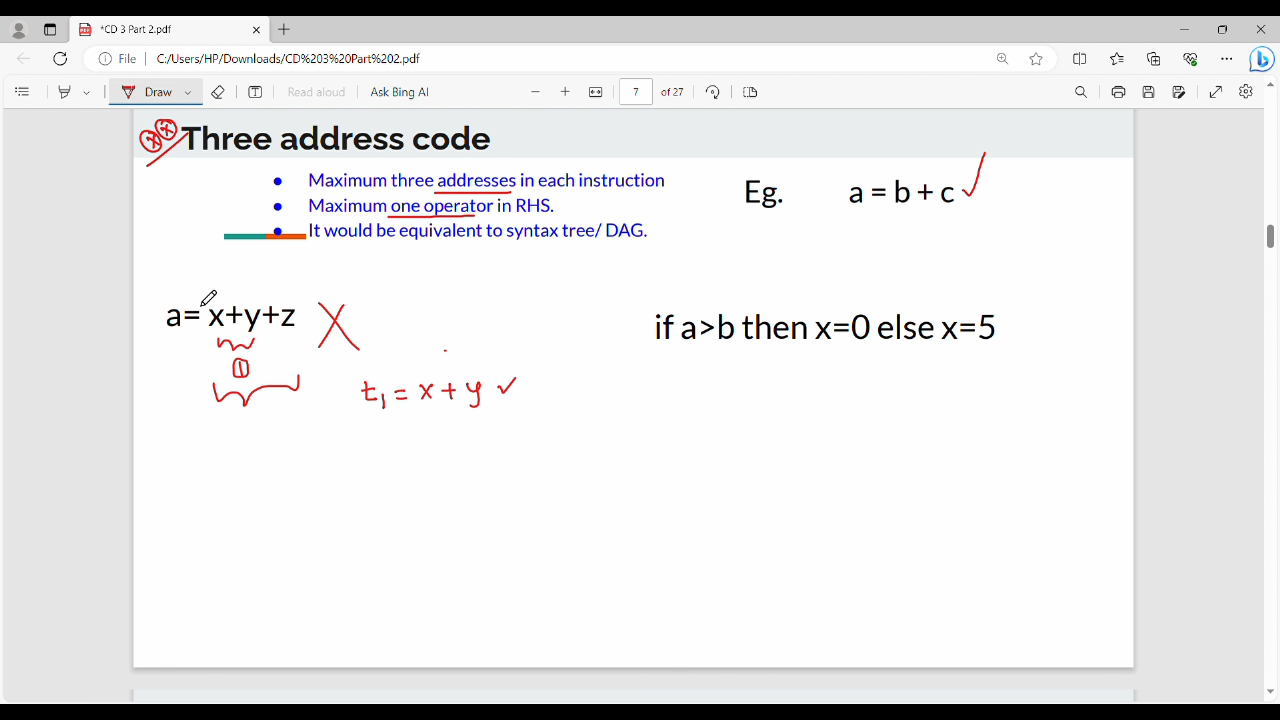 *CD 3 Part 2.pdf
File C:/Users/HP/Downloads/CD%203%20Part%202.pdf
Draw Read aloud Ask Bing AI 7 of 27
Three address code
• Maximum three addresses in each instruction
• Maximum one operator in RHS.
• It would be equivalent to syntax tree/ DAG.
Eg. a = b + c ✓
a= x+y+z X
①
t₁ = x + y ✓
if a>b then x=0 else x=5